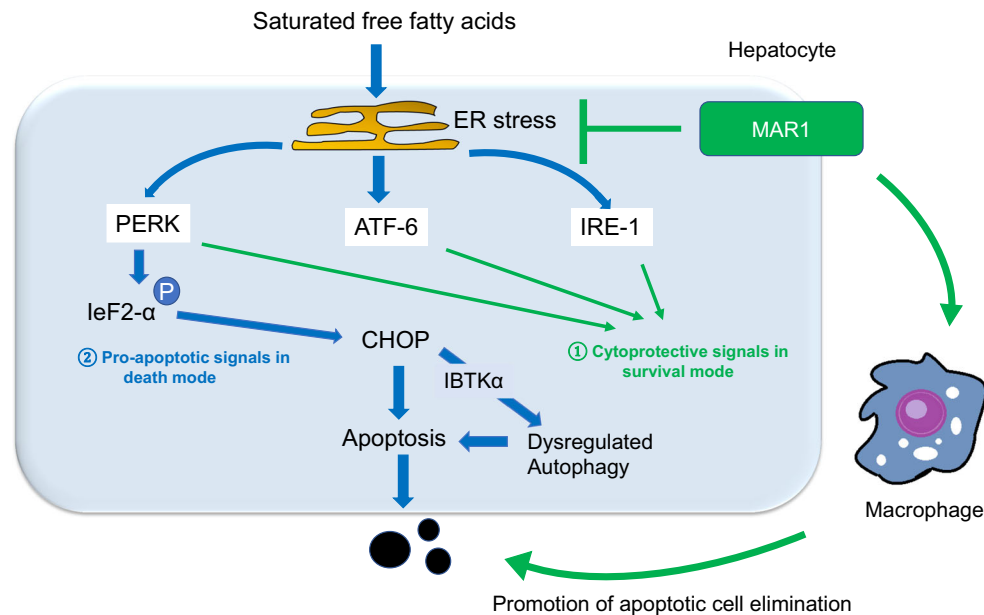 Saturated free fatty acids
Hepatocyte
ER stress
MAR1
PERK
ATF-6
IRE-1
P
IeF2-α
CHOP
② Pro-apoptotic signals in
death mode
① Cytoprotective signals in
survival mode
IBTKα
Apoptosis
Dysregulated
Autophagy
Macrophage
Promotion of apoptotic cell elimination